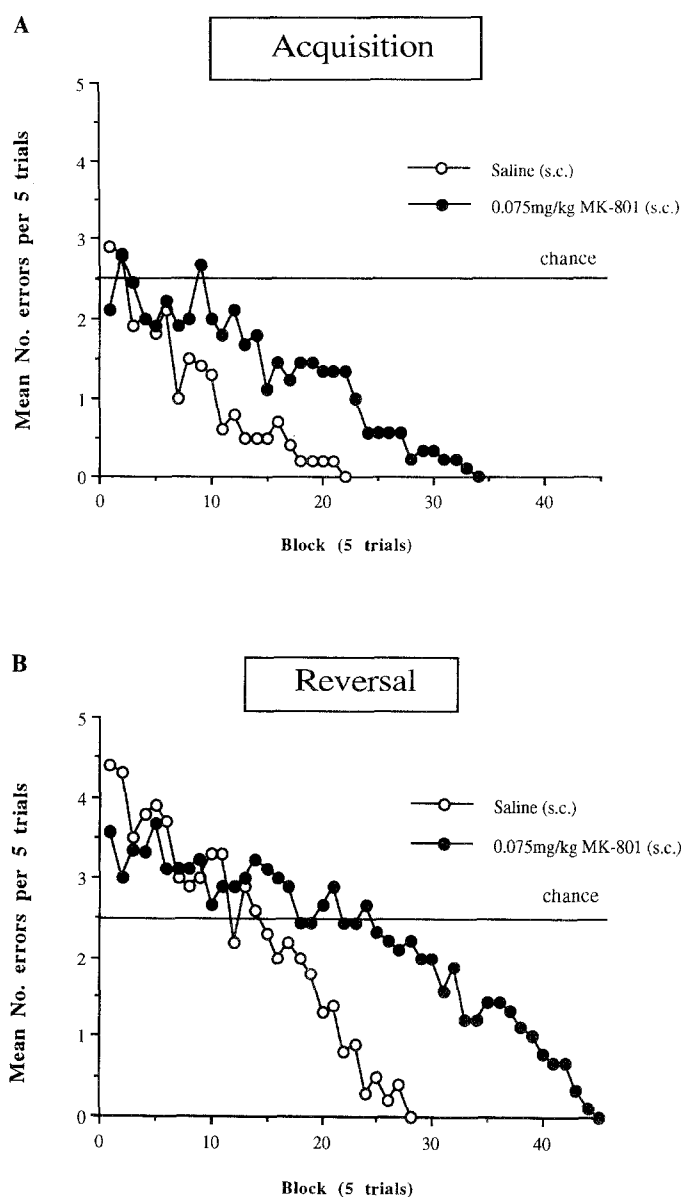 A
Acquisition
Mean No. errors per 5 trials
5
4
3
2
1
0
Saline (s.c.)
0.075mg/kg MK-801 (s.c.)
chance
0 10 20 30 40
Block (5 trials)
B
Reversal
Mean No. errors per 5 trials
5
4
3
2
1
0
Saline (s.c.)
0.075mg/kg MK-801 (s.c.)
chance
0 10 20 30 40
Block (5 trials)